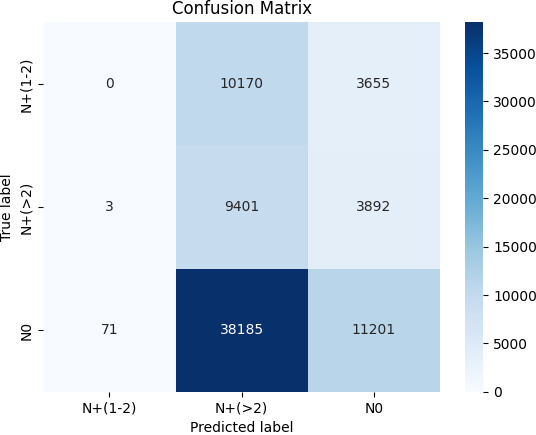 Confusion Matrix
N+(1-2)
0
10170
3655
N+(>2)
3
9401
3892
N0
71
38185
11201
True label
N+(1-2)
N+(>2)
N0
Predicted label
35000
30000
25000
20000
15000
10000
5000
0